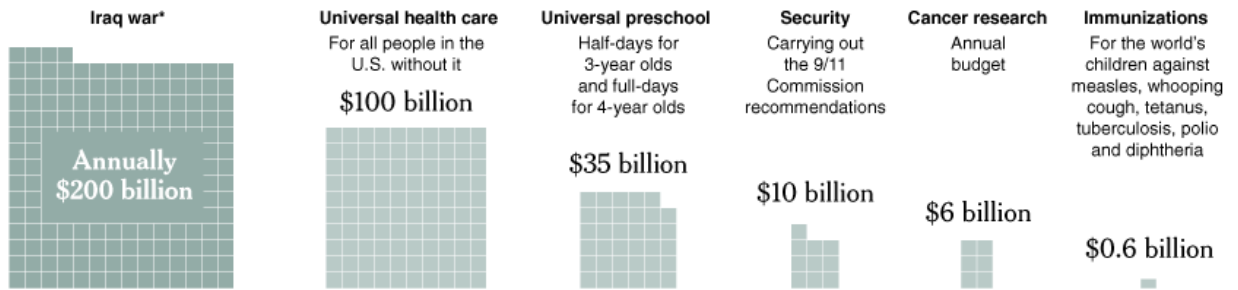 Iraq war*
Annually
$200 billion
Universal health care
For all people in the
U.S. without it
$100 billion
Universal preschool
Half-days for
3-year olds
and full-days
for 4-year olds
$35 billion
Security
Carrying out
the 9/11
Commission
recommendations
$10 billion
Cancer research
Annual
budget
$6 billion
Immunizations
For the world's
children against
measles, whooping
cough, tetanus,
tuberculosis, polio
and diphtheria
$0.6 billion